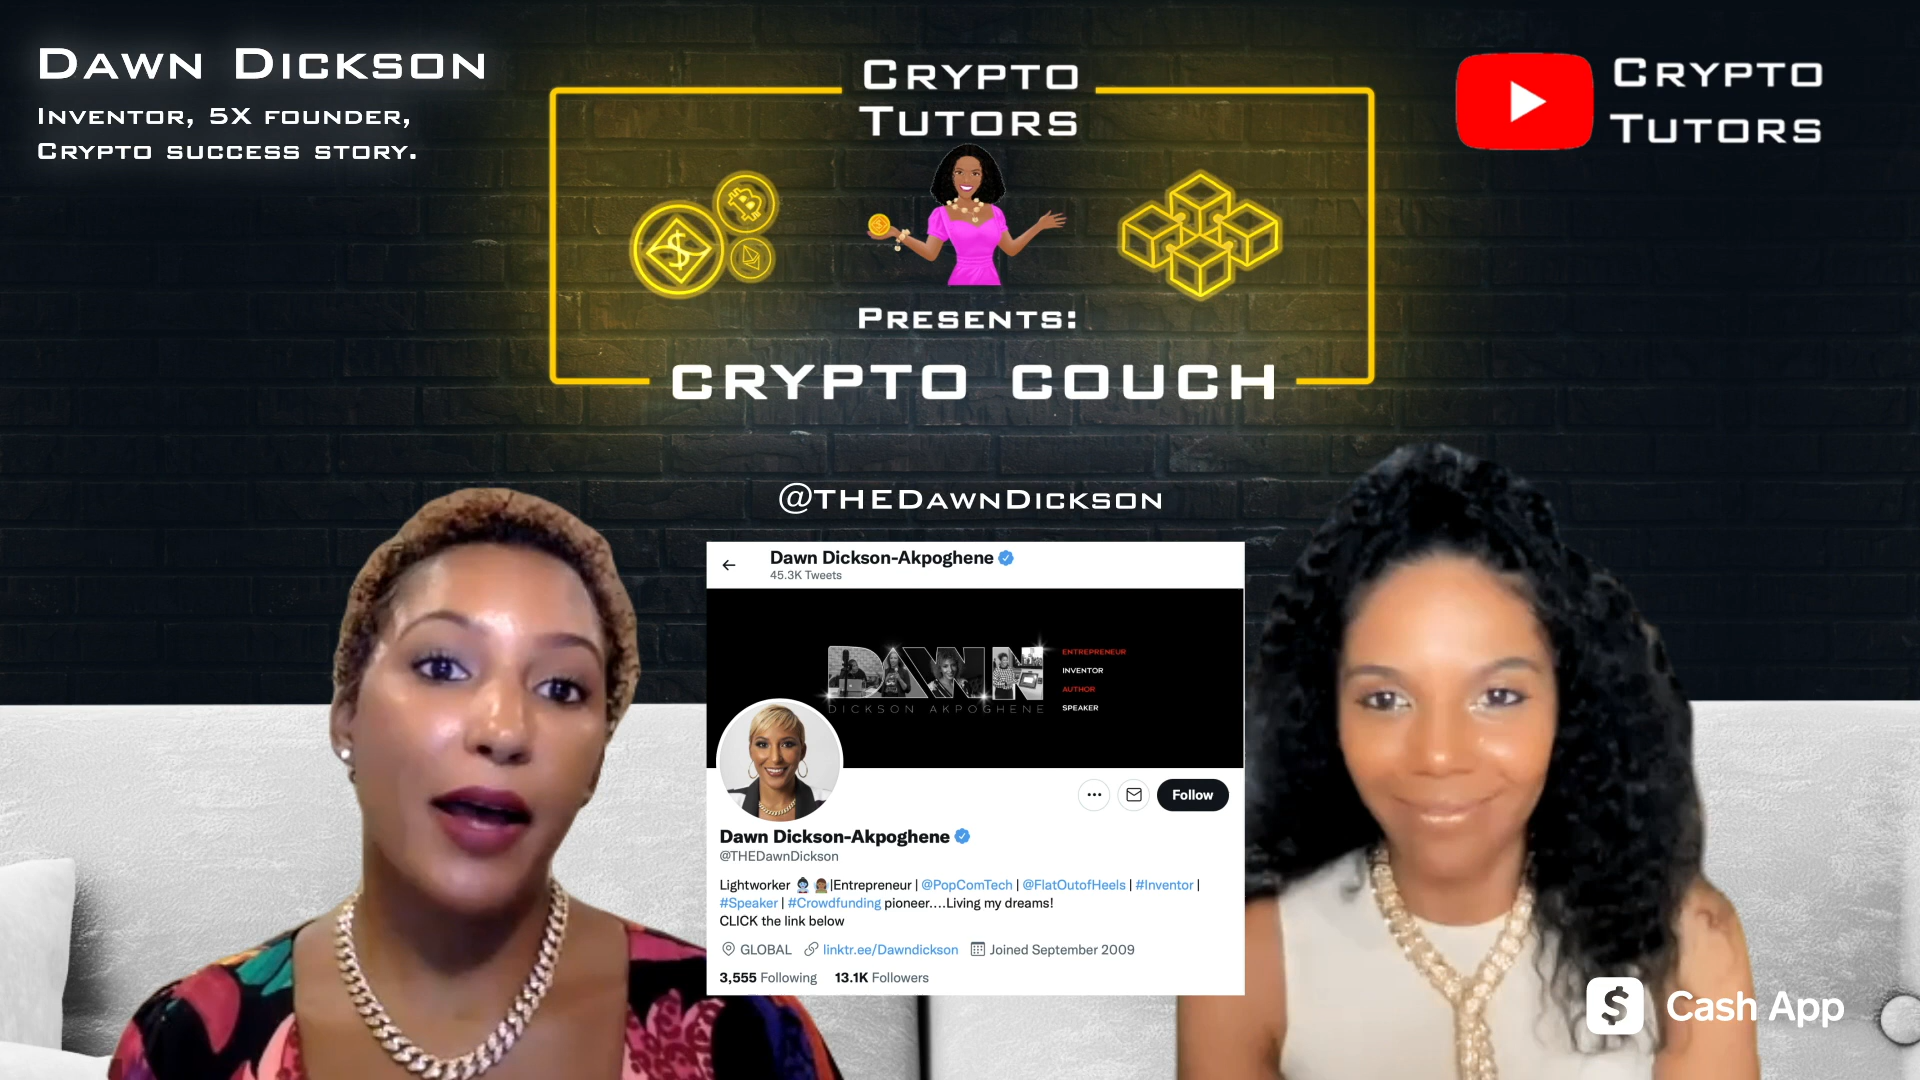 DAWN DICKSON
INVENTOR, 5X FOUNDER,
CRYPTO SUCCESS STORY.
CRYPTO
TUTORS
PRESENTS:
CRYPTO COUCH
CRYPTO
TUTORS
@THEDAWNDICKSON
Dawn Dickson-Akpoghene
45.3K Tweets
DAWN
DICKSON AKPOGHENE
ENTREPRENEUR
INVENTOR
AUTHOR
SPEAKER
Follow
Dawn Dickson-Akpoghene
@THEDawnDickson
Lightworker |Entrepreneur | @PopComTech | @FlatOutofHeels | #Inventor |
#Speaker | #Crowdfunding pioneer....Living my dreams!
CLICK the link below
GLOBAL linktr.ee/Dawndickson Joined September 2009
3,555 Following 13.1K Followers
$ Cash App